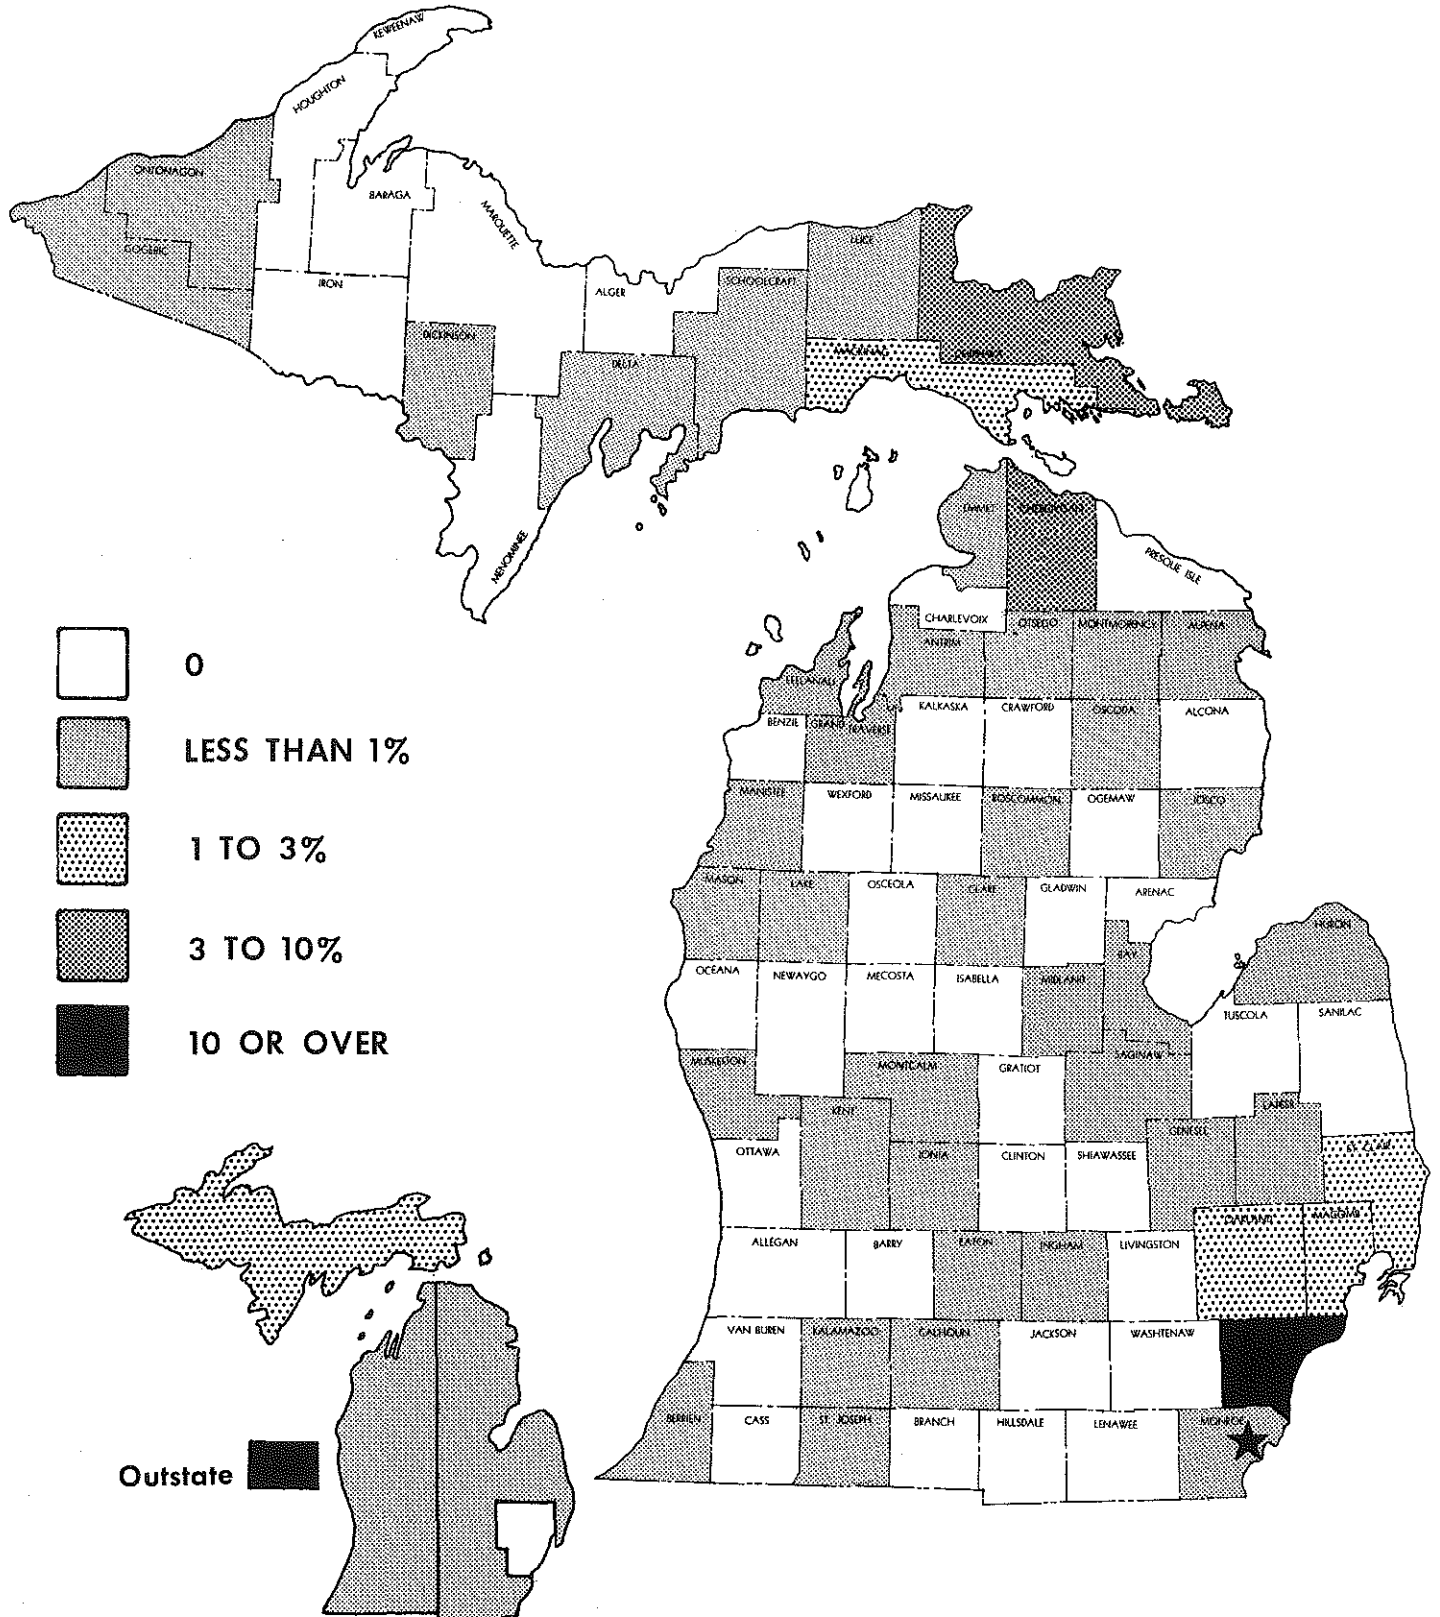 KEWEENAW
HOUGHTON
ONTONAGON
BARAGA
MAROUETTE
LUCE
GOGEBIC
IRON
ALGER
SCHOOLCRAFT
DICKINSON
MACKINAC
DELTA
EMMET
MENOMINEE
PRESQUE ISLE
CHARLEVOIX
OTSEGO
MONTMORENCY
ALPENA
ANTRIM
0
LEELANAU
BENZIE
GRAND TRAVERSE
KALKASKA
CRAWFORD
OSCODA
ALCONA
LESS THAN 1%
MANISTEE
WEXFORD
MISSAUKEE
ROSCOMMON
OGEMAW
IOSCO
1 TO 3%
MASON
LAKE
OSCEOLA
CLARE
GLADWIN
ARENAC
HURON
3 TO 10%
OCEANA
NEWAYGO
MECOSTA
ISABELLA
MIDLAND
BAY
TUSCOLA
SANILAC
10 OR OVER
MUSKEGON
MONTCALM
GRATIOT
SAGINAW
KENT
LAPEER
GENESEE
OTTAWA
IONIA
CLINTON
SHIAWASSEE
ST. CLAIR
OAKLAND
MACOMB
ALLEGAN
BARRY
EATON
INGHAM
LIVINGSTON
VAN BUREN
KALAMAZOO
CALHOUN
JACKSON
WASHTENAW
BERRIEN
CASS
ST. JOSEPH
BRANCH
HILLSDALE
LENAWEE
MONROE
Outstate